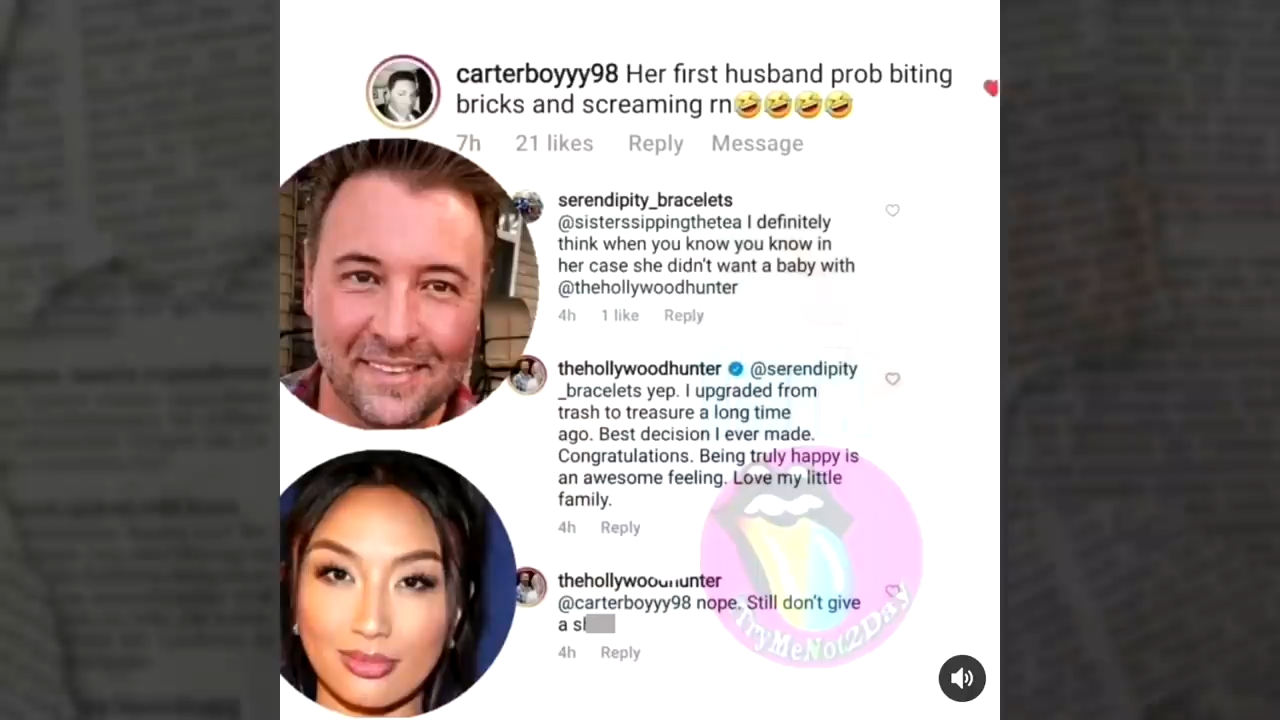 carterboyyy98 Her first husband prob biting
bricks and screaming rn🤣🤣🤣🤣
7h 21 likes Reply Message
serendipity_bracelets
@sisterssippingthetea I definitely
think when you know you know in
her case she didn't want a baby with
@thehollywoodhunter
4h 1 like Reply
thehollywoodhunter @serendipity
_bracelets yep. I upgraded from
trash to treasure a long time
ago. Best decision I ever made.
Congratulations. Being truly happy is
an awesome feeling. Love my little
family.
4h Reply
thehollywoodhunter
@carterboyyy98 nope. Still don't give
a s
4h Reply
TryMeNot2Day